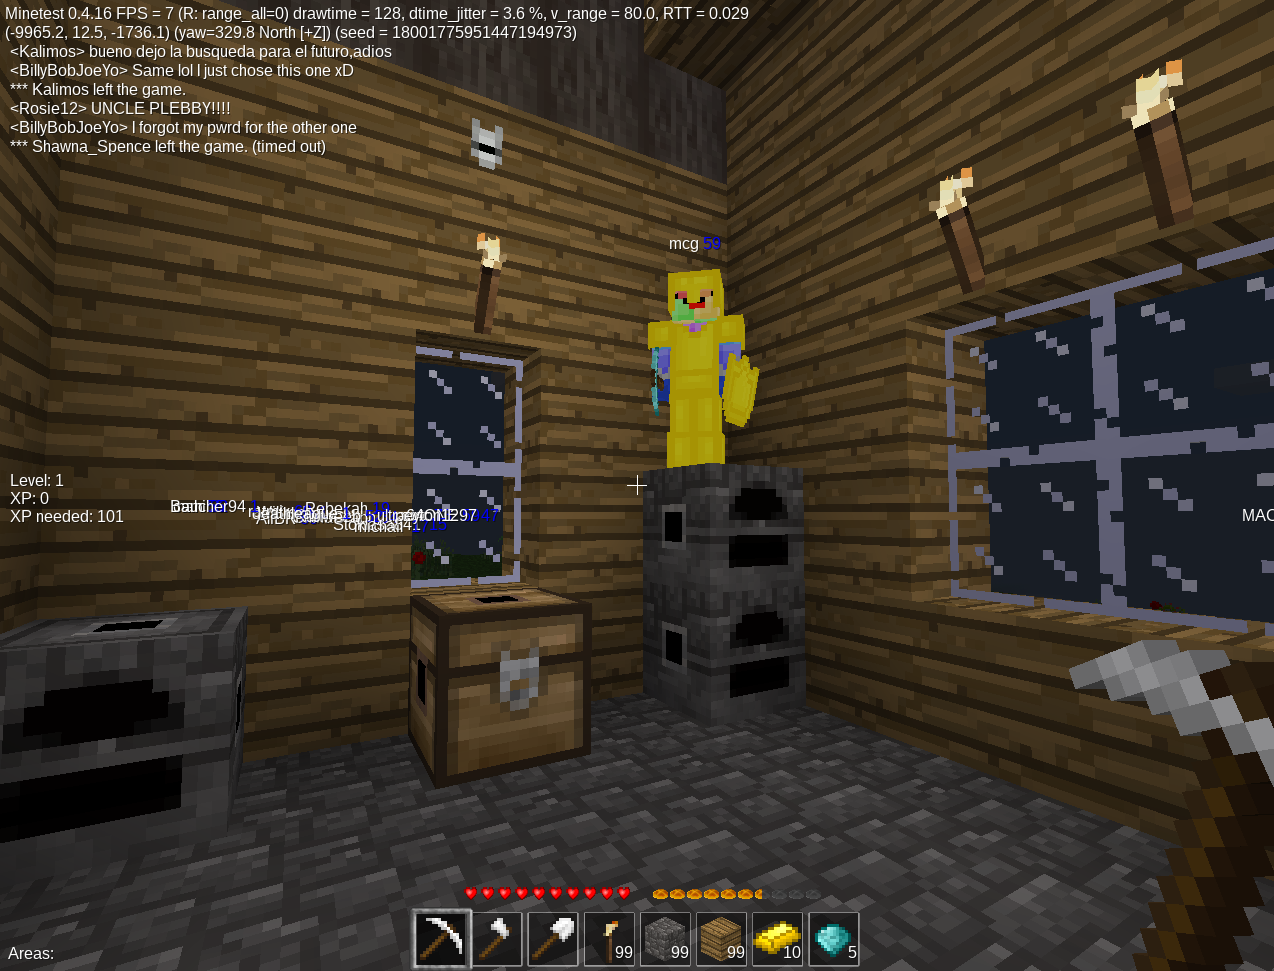 Minetest 0.4.16 FPS = 7 (R: range_all=0) drawtime = 128, dtime_jitter = 3.6 %, v_range = 80.0, RTT = 0.029
(-9965.2, 12.5, -1736.1) (yaw=329.8 North [+Z]) (seed = 18001775951447194973)
<Kalimos> bueno dejo la busqueda para el futuro,adios
<BillyBobJoeYo> Same lol I just chose this one xD
*** Kalimos left the game.
<Rosie12> UNCLE PLEBBY!!!!
<BillyBobJoeYo> I forgot my pwrd for the other one
*** Shawna_Spence left the game. (timed out)
mcg 59
Level: 1
XP: 0
XP needed: 101
Rebekah
MAC
Areas:
99 99 99 10 5